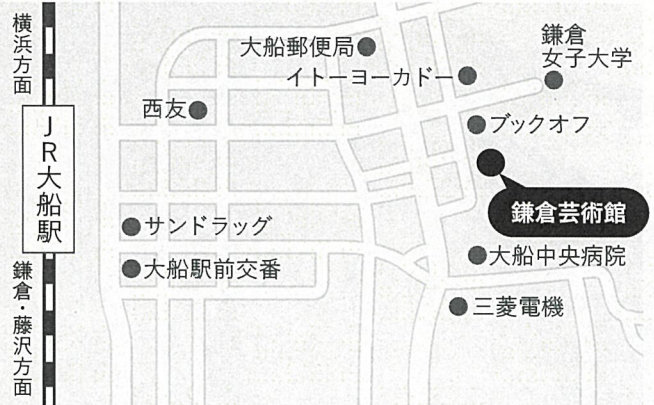 横浜方面
JR大船駅
鎌倉・藤沢方面
大船郵便局
イトーヨーカドー
鎌倉
女子大学
西友
ブックオフ
鎌倉芸術館
サンドラッグ
大船中央病院
大船駅前交番
三菱電機